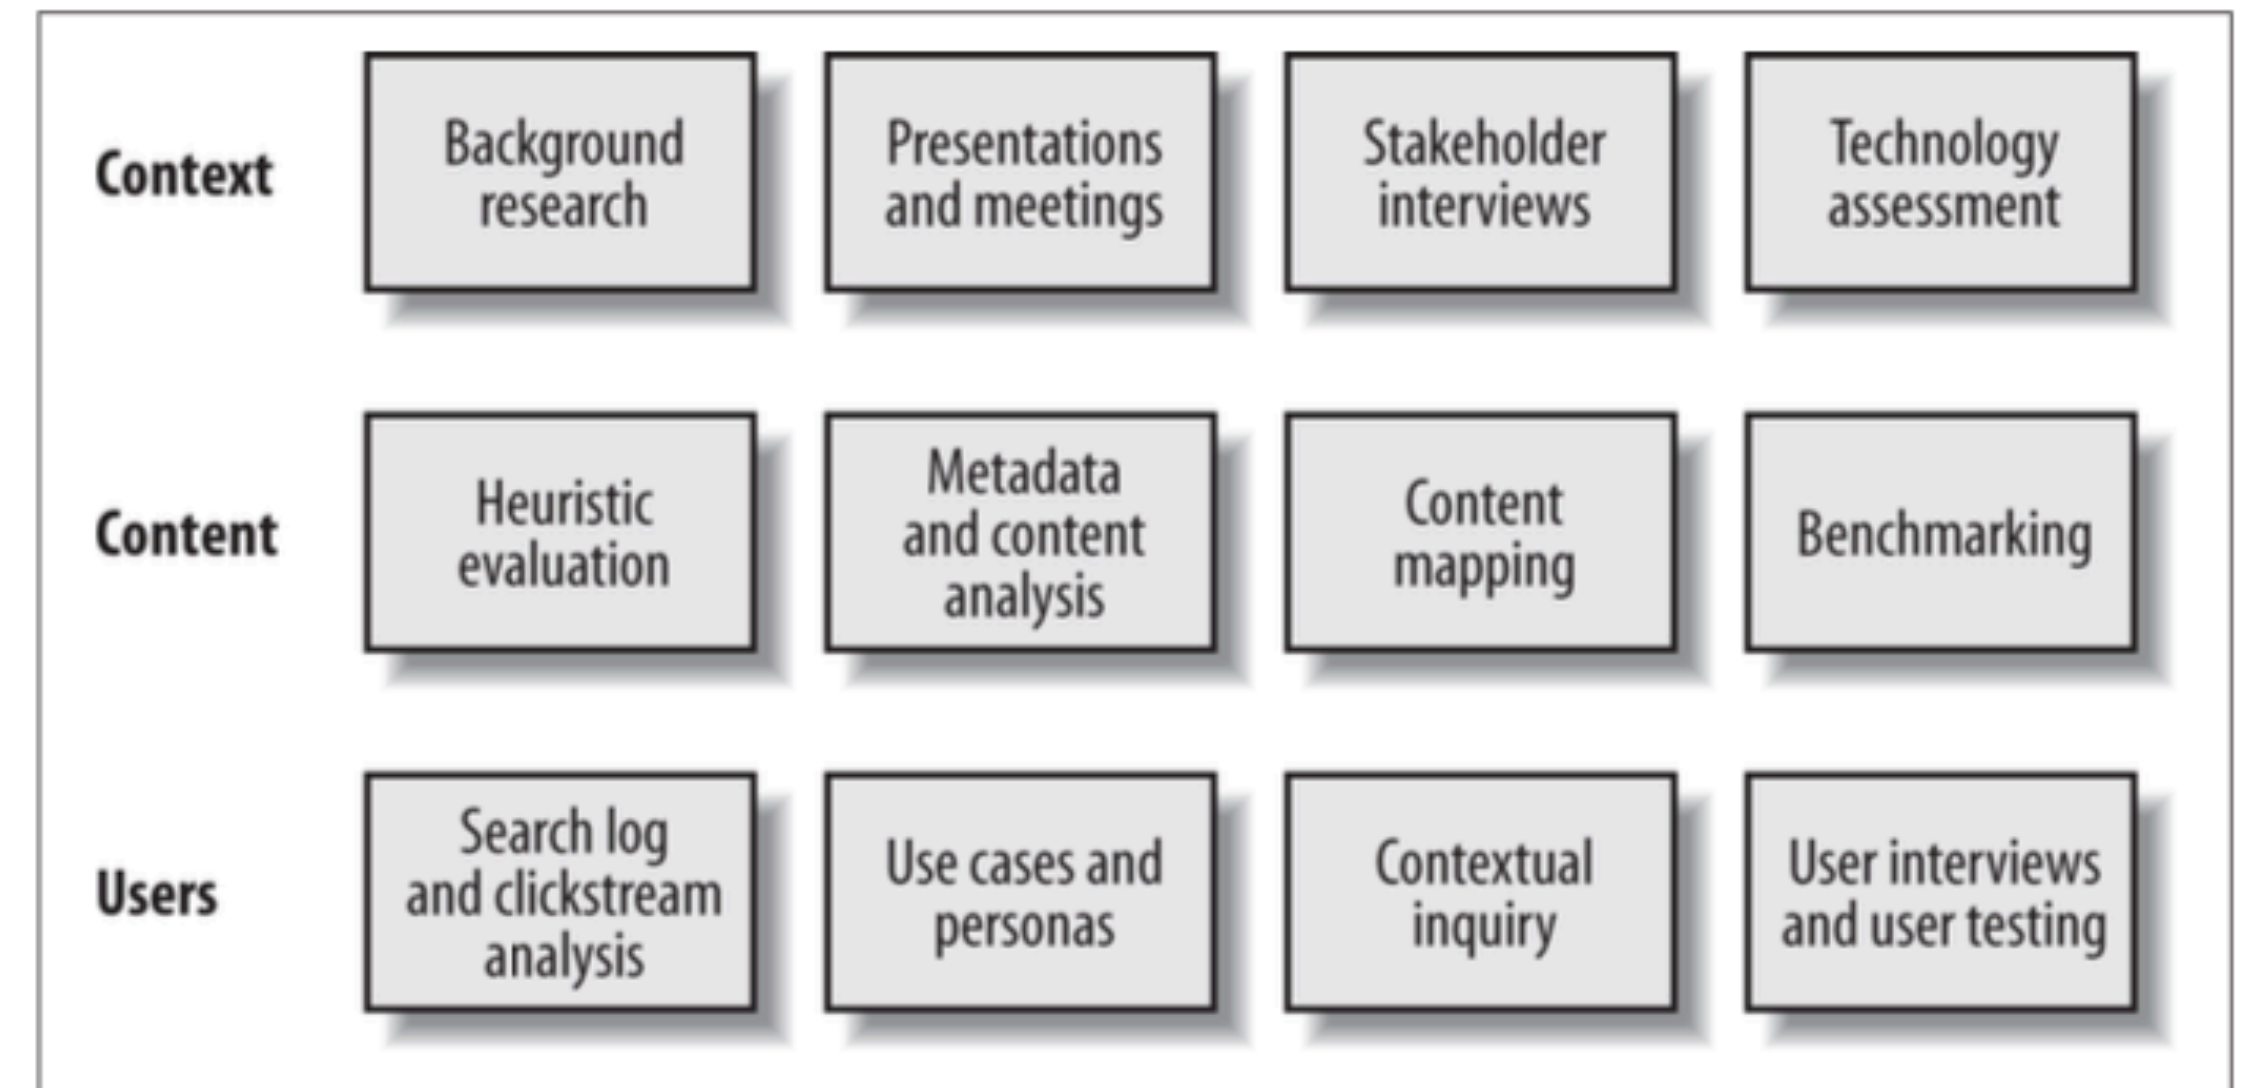 Context
Background
research
Presentations
and meetings
Stakeholder
interviews
Technology
assessment
Content
Heuristic
evaluation
Metadata
and content
analysis
Content
mapping
Benchmarking
Users
Search log
and clickstream
analysis
Use cases and
personas
Contextual
inquiry
User interviews
and user testing